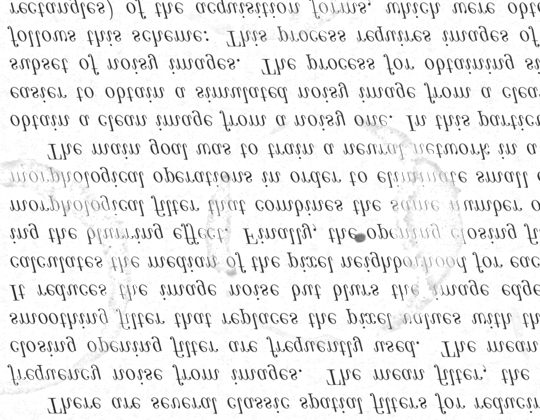 There are several classic spatial filters for reducin
frequency noise from images. The mean filter, the
closing opening filter are frequently used. The mean
smoothing filter that replaces the pixel values with th
It reduces the image noise but blurs the image edge
calculates the median of the pixel neighborhood for eac
ing the blurring effect. Finally, the opening closing fi
morphological filter that combines the same number o
morphological operations in order to eliminate small
The main goal was to train a neural network in a
obtain a clean image from a noisy one. In this partic
easier to obtain a simulated noisy image from a clea
subset of noisy images. The process for obtaining si
follows this scheme: This process requires images of
rectangles) of the acquisition forms, which were obt